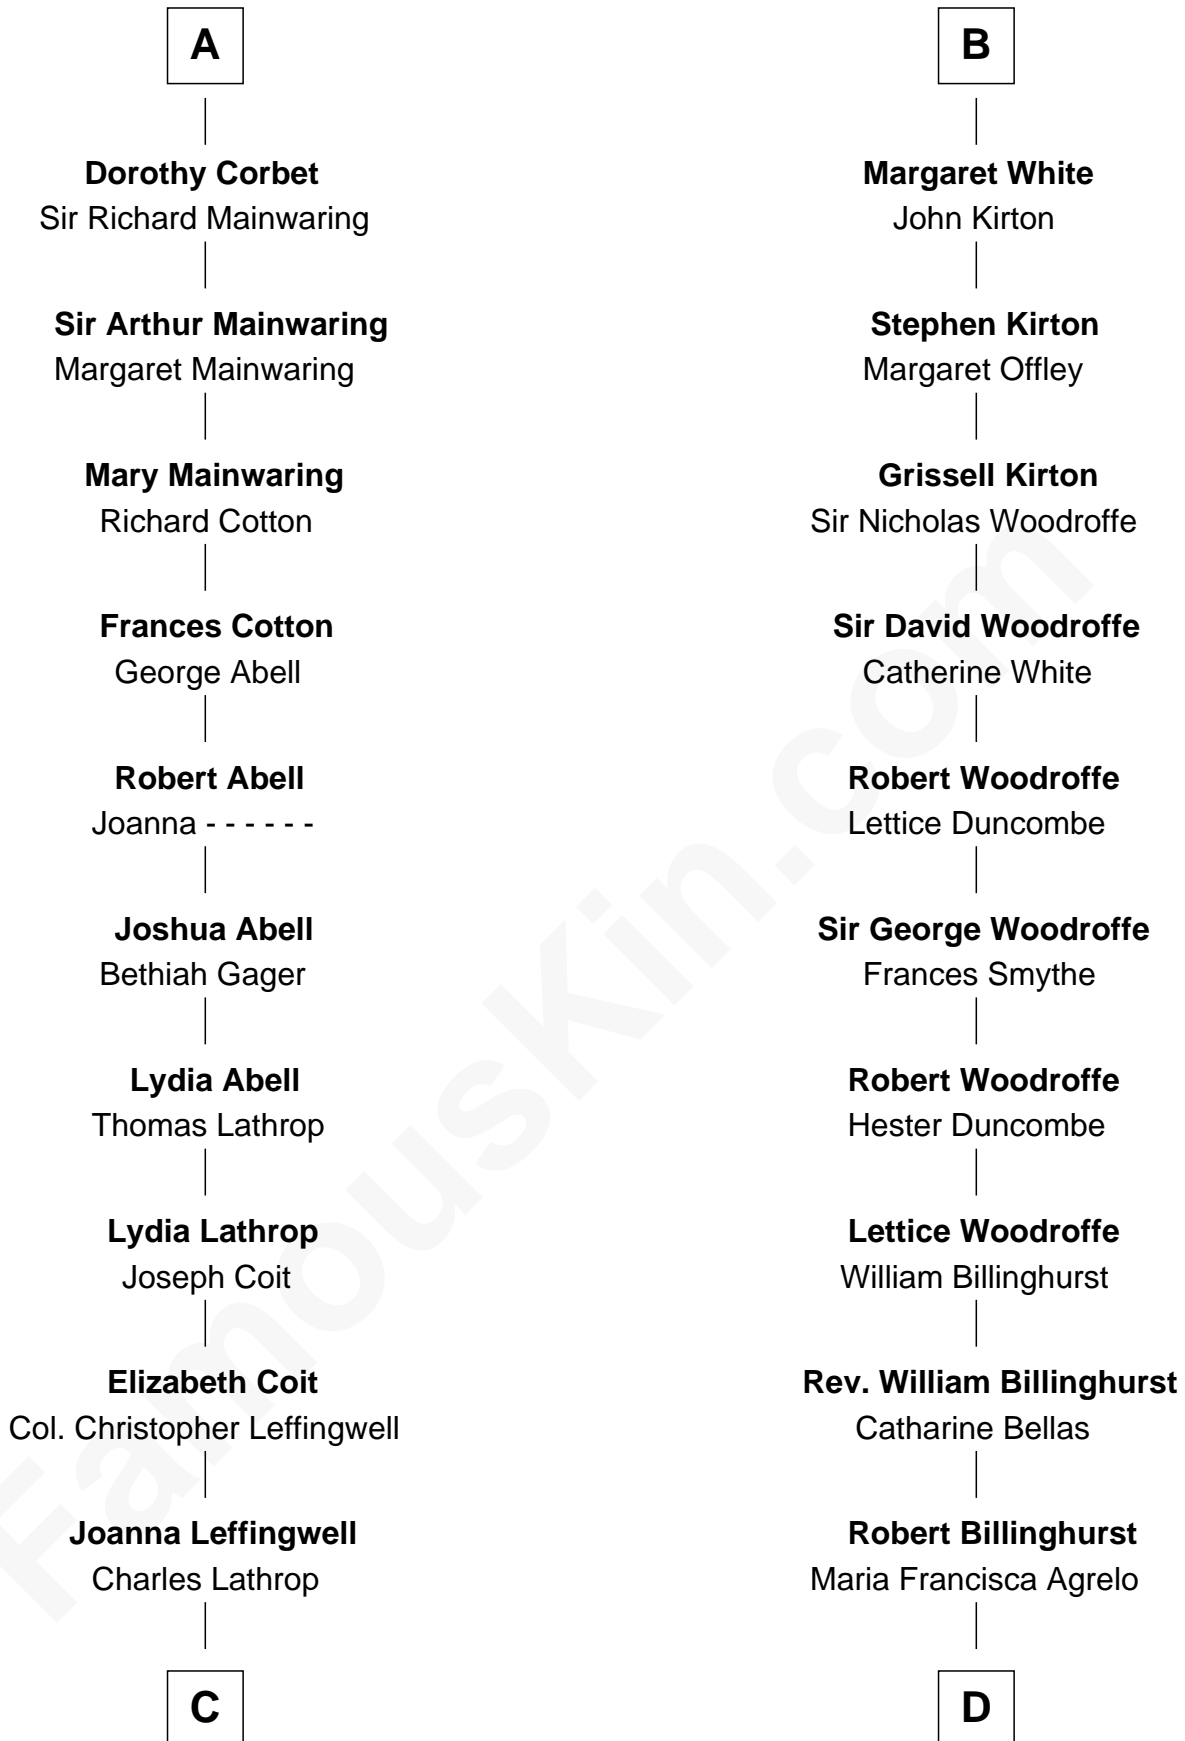 A
Dorothy Corbet
Sir Richard Mainwaring
Sir Arthur Mainwaring
Margaret Mainwaring
Mary Mainwaring
Richard Cotton
Frances Cotton
George Abell
Robert Abell
Joanna - - - - - -
Joshua Abell
Bethiah Gager
Lydia Abell
Thomas Lathrop
Lydia Lathrop
Joseph Coit
Elizabeth Coit
Col. Christopher Leffingwell
Joanna Leffingwell
Charles Lathrop
C
B
Margaret White
John Kirton
Stephen Kirton
Margaret Offley
Grissell Kirton
Sir Nicholas Woodroffe
Sir David Woodroffe
Catherine White
Robert Woodroffe
Lettice Duncombe
Sir George Woodroffe
Frances Smythe
Robert Woodroffe
Hester Duncombe
Lettice Woodroffe
William Billinghurst
Rev. William Billinghurst
Catharine Bellas
Robert Billinghurst
Maria Francisca Agrelo
D
FamousKin.com